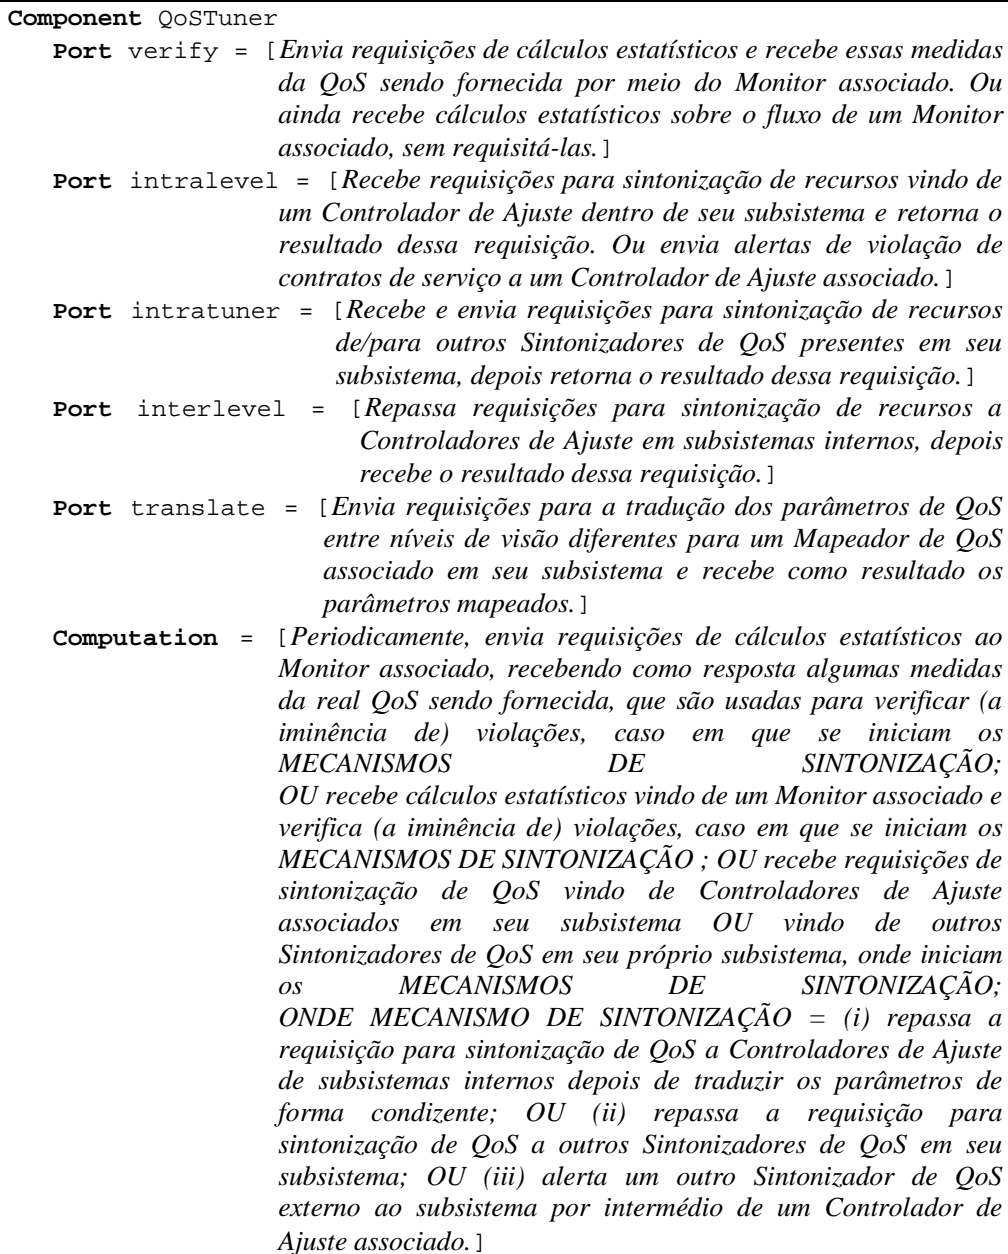 Component QoSTuner
Port verify = [Envia requisições de cálculos estatísticos e recebe essas medidas
da QoS sendo fornecida por meio do Monitor associado. Ou
ainda recebe cálculos estatísticos sobre o fluxo de um Monitor
associado, sem requisitá-las.]
Port intralevel = [Recebe requisições para sintonização de recursos vindo de
um Controlador de Ajuste dentro de seu subsistema e retorna o
resultado dessa requisição. Ou envia alertas de violação de
contratos de serviço a um Controlador de Ajuste associado.]
Port intratuner = [Recebe e envia requisições para sintonização de recursos
de/para outros Sintonizadores de QoS presentes em seu
subsistema, depois retorna o resultado dessa requisição.]
Port interlevel = [Repassa requisições para sintonização de recursos a
Controladores de Ajuste em subsistemas internos, depois
recebe o resultado dessa requisição.]
Port translate = [Envia requisições para a tradução dos parâmetros de QoS
entre níveis de visão diferentes para um Mapeador de QoS
associado em seu subsistema e recebe como resultado os
parâmetros mapeados.]
Computation = [Periodicamente, envia requisições de cálculos estatísticos ao
Monitor associado, recebendo como resposta algumas medidas
da real QoS sendo fornecida, que são usadas para verificar (a
iminência de) violações, caso em que se iniciam os
MECANISMOS DE SINTONIZAÇÃO;
OU recebe cálculos estatísticos vindo de um Monitor associado e
verifica (a iminência de) violações, caso em que se iniciam os
MECANISMOS DE SINTONIZAÇÃO ; OU recebe requisições de
sintonização de QoS vindo de Controladores de Ajuste
associados em seu subsistema OU vindo de outros
Sintonizadores de QoS em seu próprio subsistema, onde iniciam
os MECANISMOS DE SINTONIZAÇÃO;
ONDE MECANISMO DE SINTONIZAÇÃO = (i) repassa a
requisição para sintonização de QoS a Controladores de Ajuste
de subsistemas internos depois de traduzir os parâmetros de
forma condizente; OU (ii) repassa a requisição para
sintonização de QoS a outros Sintonizadores de QoS em seu
subsistema; OU (iii) alerta um outro Sintonizador de QoS
externo ao subsistema por intermédio de um Controlador de
Ajuste associado.]